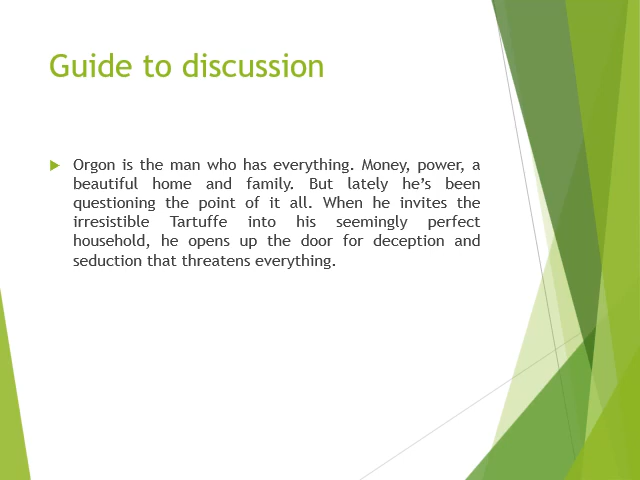 Guide to discussion
Orgon is the man who has everything. Money, power, a
beautiful home and family. But lately he’s been
questioning the point of it all. When he invites the
irresistible Tartuffe into his seemingly perfect
household, he opens up the door for deception and
seduction that threatens everything.